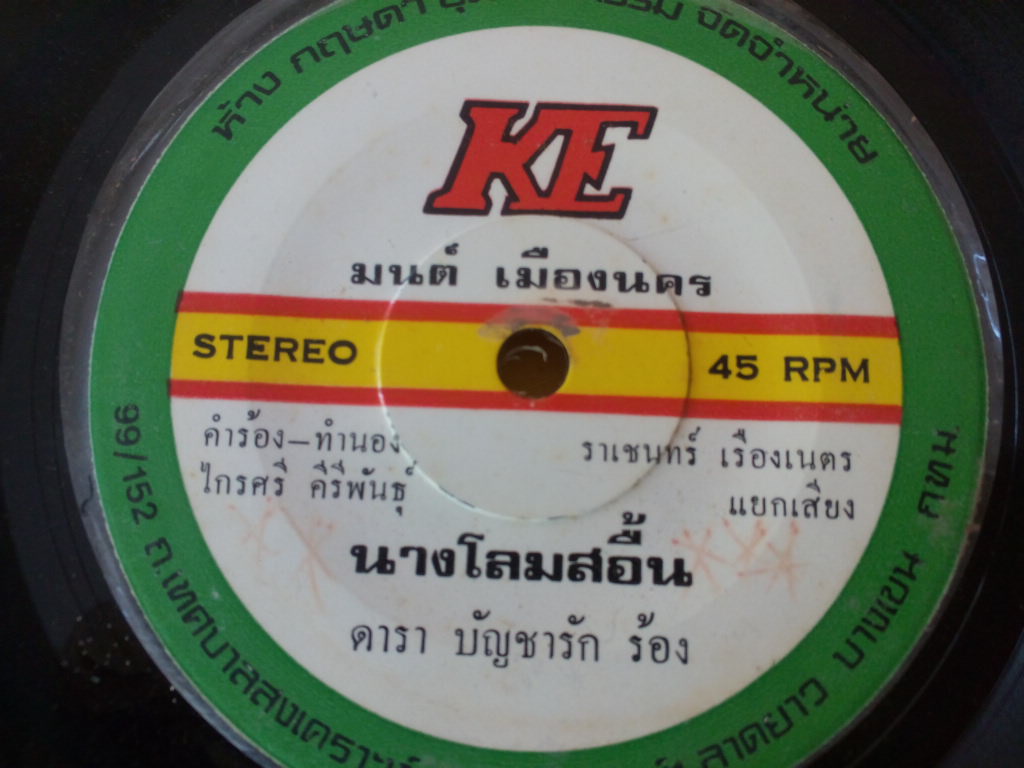 ห้าง กฤษดา จัดจำหน่าย
KE
มนต์ เมืองนคร
STEREO
45 RPM
คำร้อง—ทำนอง
ไกรศรี คีรีพันธุ์
ราเชนทร์ เรืองเนตร
แยกเสียง
นางโลมสอื้น
ดารา บัญชารัก ร้อง
99/152 ถ.เทศบาลสงเคราะห์ ลาดยาว บางเขน กทม.